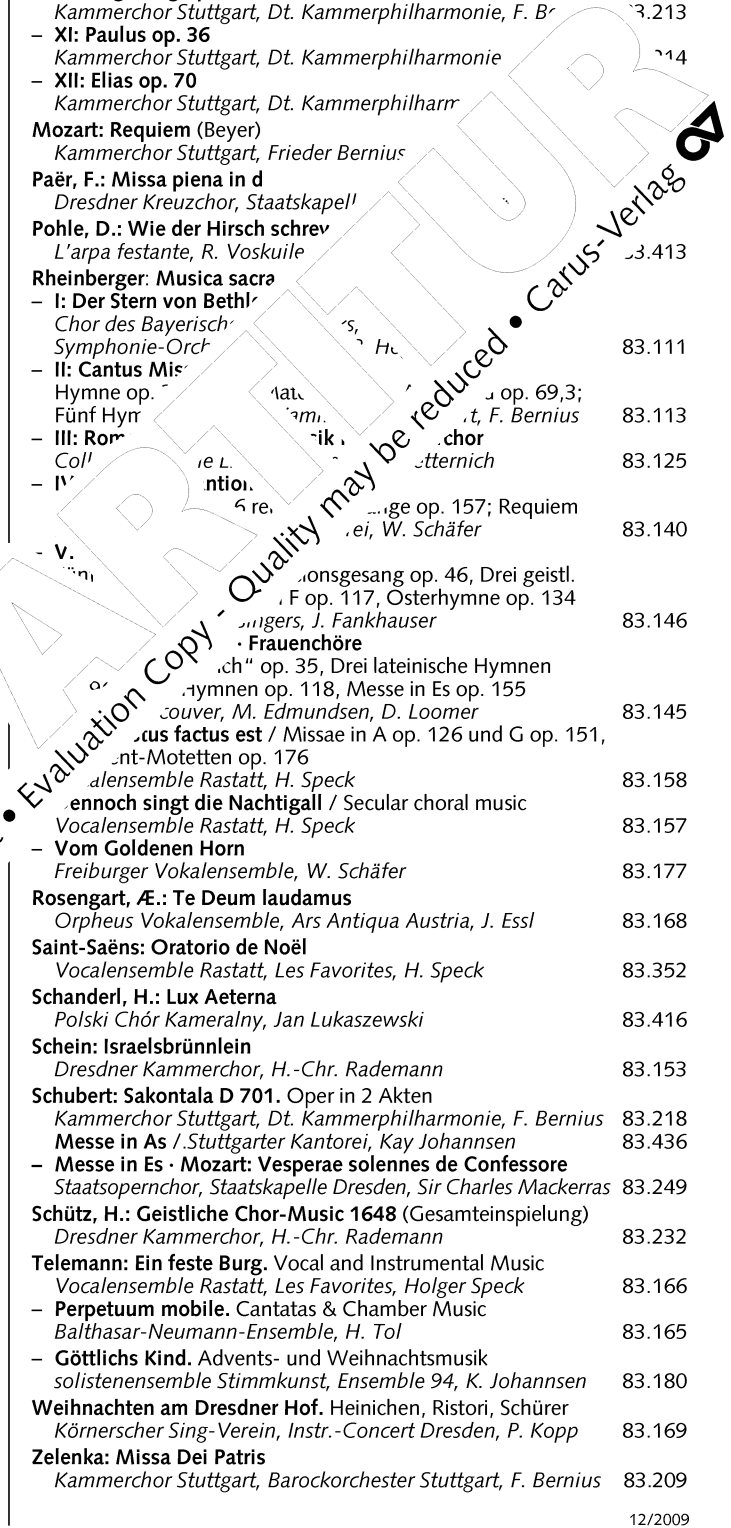 Kammerchor Stuttgart, Dt. Kammerphilharmonie, F.
– XI: Paulus op. 36
Kammerchor Stuttgart, Dt. Kammerphilharmonie
– XII: Elias op. 70
Kammerchor Stuttgart, Dt.
Mozart: Requiem (Beyer)
Kammerchor Stuttgart, Frieder Bernius
Paër, F.: Missa piena in d
Dresdner Kreuzchor,
Pohle, D.: Wie der Hirsch
L'arpa festante, R.
Rheinberger: Musica sacra
– I: Der Stern von
Chor des
83.111
– II: Cantus
Hymne op. op. 69,3;
Fünf F. Bernius 83.113
– III:
83.125
op. 157; Requiem
W. Schäfer 83.140
op. 46, Drei geistl.
F op. 117, Osterhymne op. 134
J. Fankhauser 83.146
· Frauenchöre
op. 35, Drei lateinische Hymnen
op. 118, Messe in Es op. 155
M. Edmundsen, D. Loomer 83.145
factus est / Missae in A op. 126 und G op. 151,
op. 176
Rastatt, H. Speck 83.158
singt die Nachtigall / Secular choral music
Vocalensemble Rastatt, H. Speck 83.157
– Vom Goldenen Horn
Freiburger Vokalensemble, W. Schäfer 83.177
Rosengart, Æ.: Te Deum laudamus
Orpheus Vokalensemble, Ars Antiqua Austria, J. Essl 83.168
Saint-Saëns: Oratorio de Noël
Vocalensemble Rastatt, Les Favorites, H. Speck 83.352
Schanderl, H.: Lux Aeterna
Polski Chór Kameralny, Jan Lukaszewski 83.416
Schein: Israelsbrünnlein
Dresdner Kammerchor, H.-Chr. Rademann 83.153
Schubert: Sakontala D 701. Oper in 2 Akten
Kammerchor Stuttgart, Dt. Kammerphilharmonie, F. Bernius 83.218
Messe in As /.Stuttgarter Kantorei, Kay Johannsen 83.436
– Messe in Es · Mozart: Vesperae solennes de Confessore
Staatsopernchor, Staatskapelle Dresden, Sir Charles Mackerras 83.249
Schütz, H.: Geistliche Chor-Music 1648 (Gesamteinspielung)
Dresdner Kammerchor, H.-Chr. Rademann 83.232
Telemann: Ein feste Burg. Vocal and Instrumental Music
Vocalensemble Rastatt, Les Favorites, Holger Speck 83.166
– Perpetuum mobile. Cantatas & Chamber Music
Balthasar-Neumann-Ensemble, H. Tol 83.165
– Göttlichs Kind. Advents- und Weihnachtsmusik
solistenensemble Stimmkunst, Ensemble 94, K. Johannsen 83.180
Weihnachten am Dresdner Hof. Heinichen, Ristori, Schürer
Körnerscher Sing-Verein, Instr.-Concert Dresden, P. Kopp 83.169
Zelenka: Missa Dei Patris
Kammerchor Stuttgart, Barockorchester Stuttgart, F. Bernius 83.209
12/2009
ARTITUR
• Evaluation Copy - Quality may be reduced • Carus-Verlag